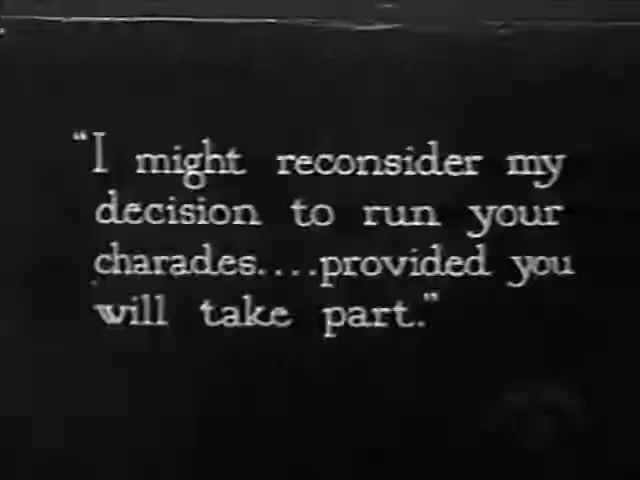 “I might reconsider my
decision to run your
charades....provided you
will take part.”